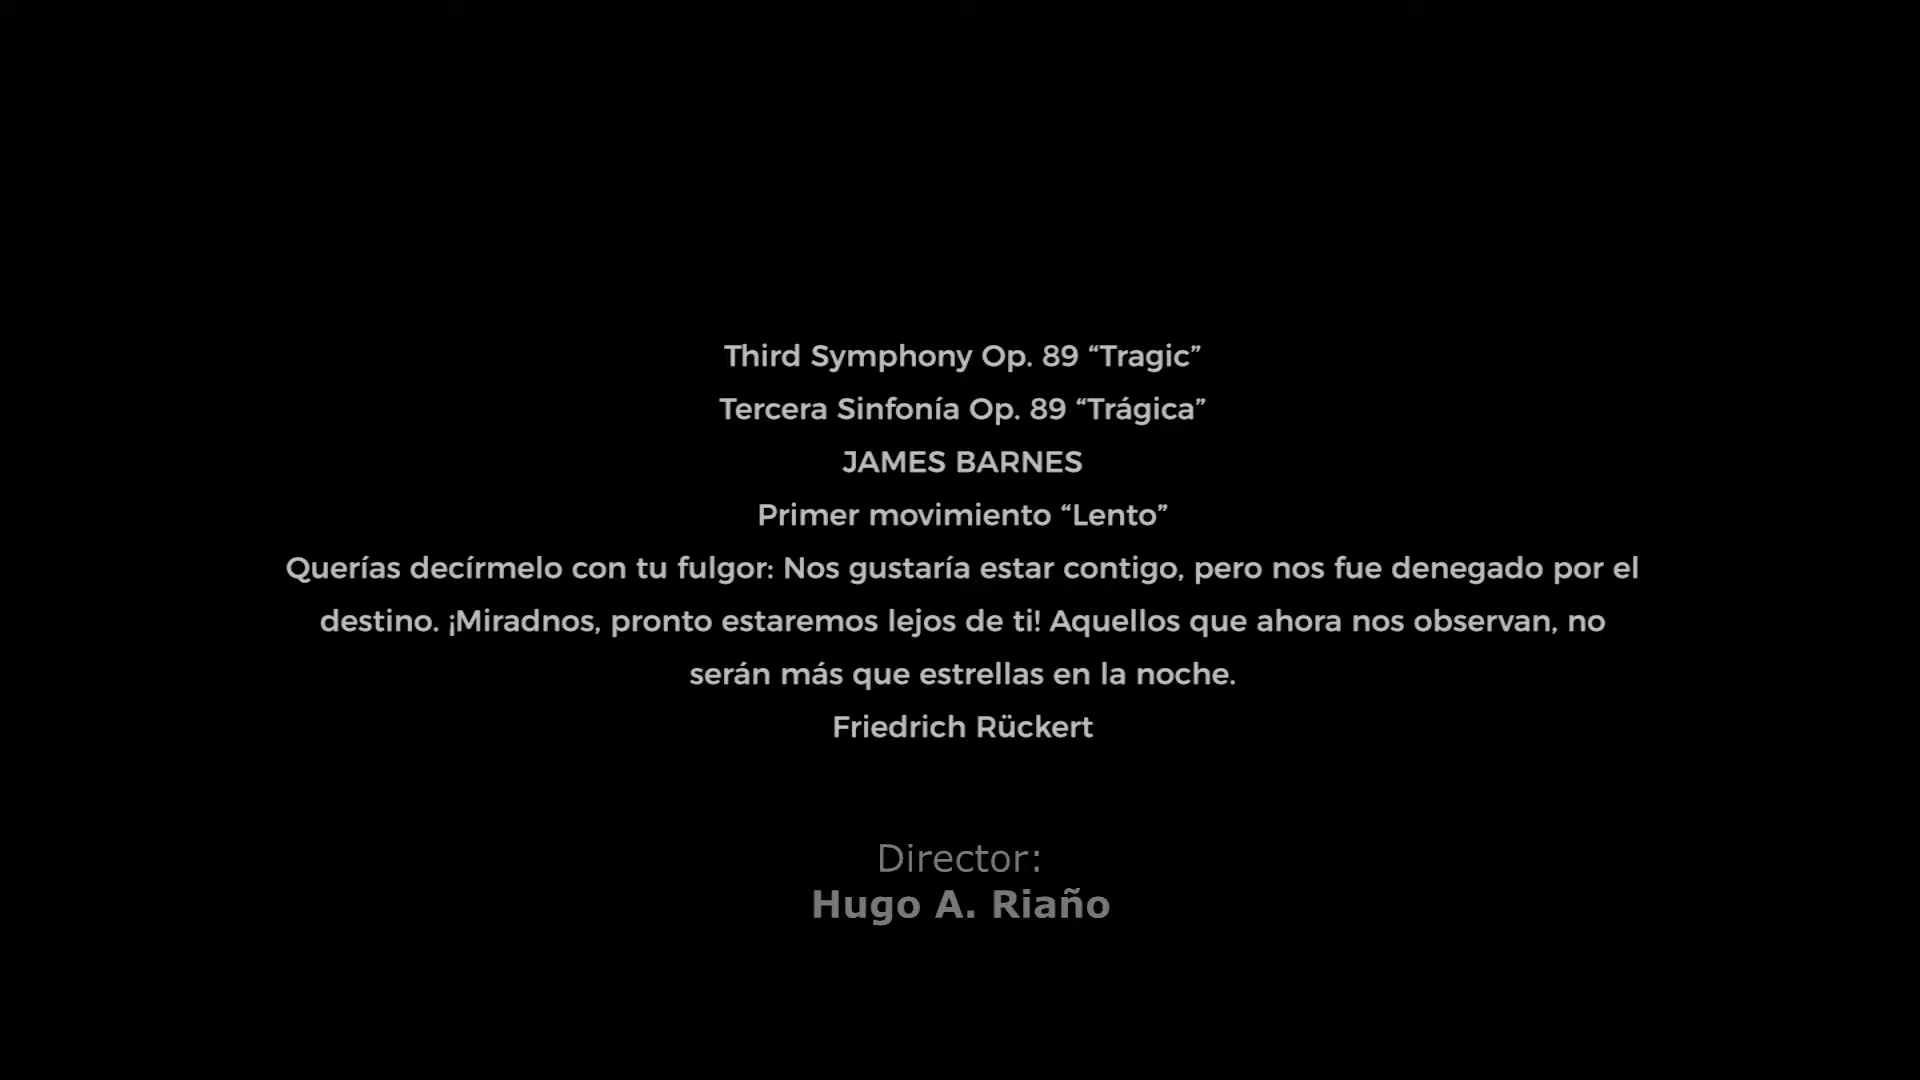 Third Symphony Op. 89 “Tragic”
Tercera Sinfonía Op. 89 “Trágica”
JAMES BARNES
Primer movimiento “Lento”
Querías decírmelo con tu fulgor: Nos gustaría estar contigo, pero nos fue denegado por el
destino. ¡Miradnos, pronto estaremos lejos de ti! Aquellos que ahora nos observan, no
serán más que estrellas en la noche.
Friedrich Rückert
Director:
Hugo A. Riaño